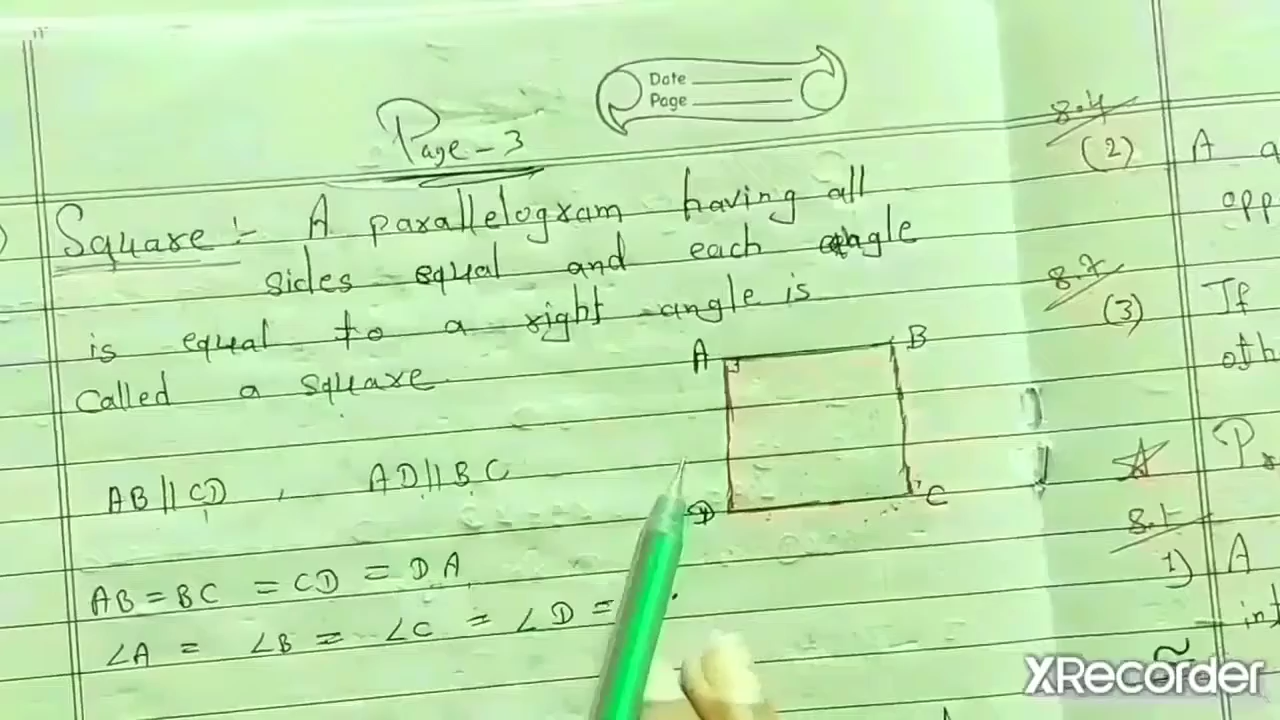 Date
Page
Page - 3
Square :- A parallelogram having all
sides equal and each angle
is equal to a right angle is
called a square
A
B
C
D
AB || CD , AD || BC
AB = BC = CD = DA
∠A = ∠B = ∠C = ∠D =
8.4
(2) A
opp
8.7
(3) If
oth
8.1
1) A
int
XRecorder